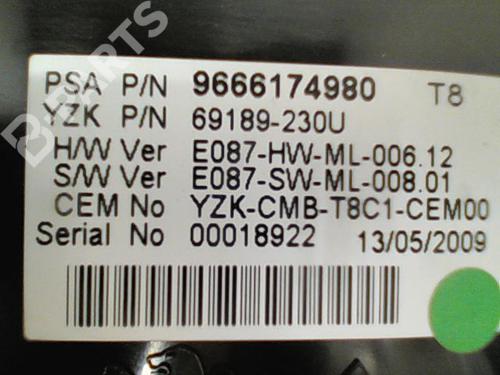 PSA P/N 9666174980 T8
YZK P/N 69189-230U
H/W Ver E087-HW-ML-006.12
S/W Ver E087-SW-ML-008.01
CEM No YZK-CMB-T8C1-CEM00
Serial No 00018922 13/05/2009
B-PARTS